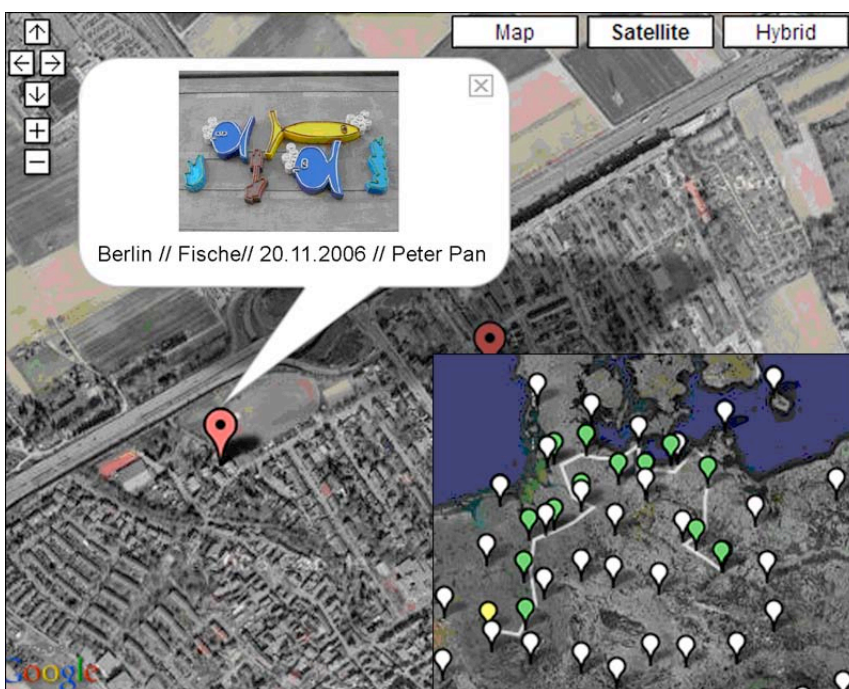 Map Satellite Hybrid
Berlin // Fische// 20.11.2006 // Peter Pan
Google